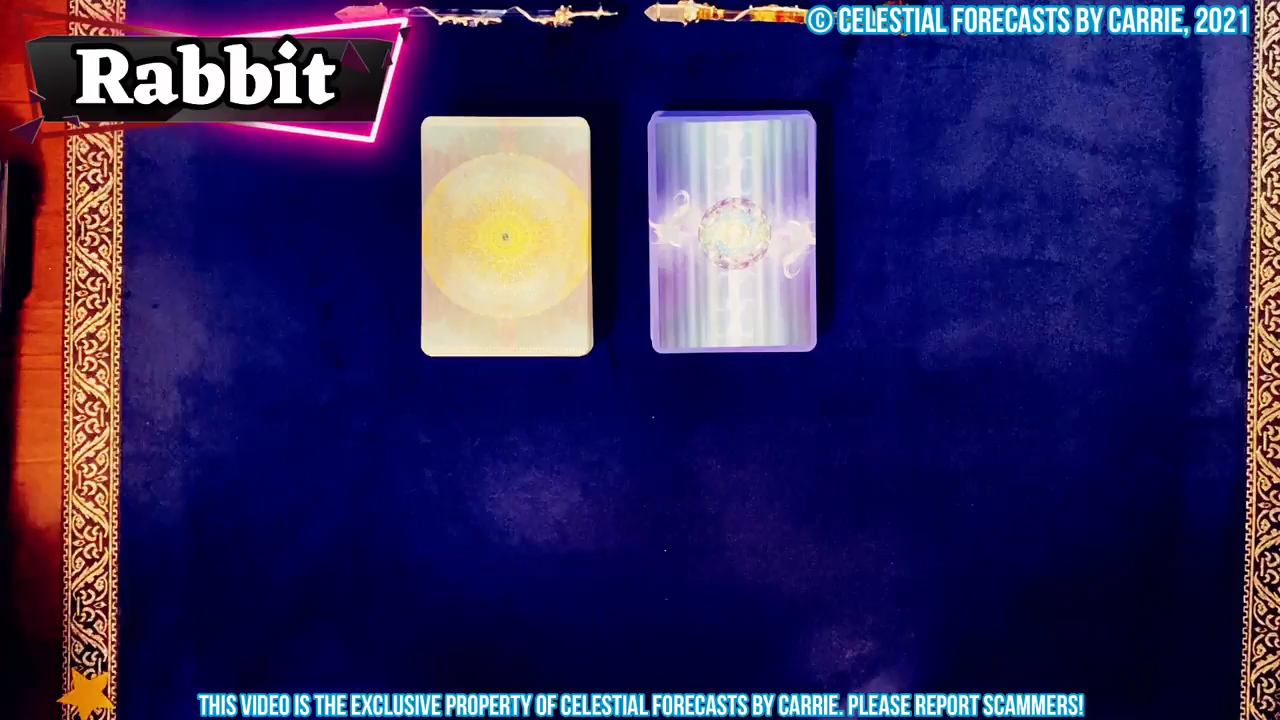 © CELESTIAL FORECASTS BY CARRIE, 2021
Rabbit
THIS VIDEO IS THE EXCLUSIVE PROPERTY OF CELESTIAL FORECASTS BY CARRIE. PLEASE REPORT SCAMMERS!